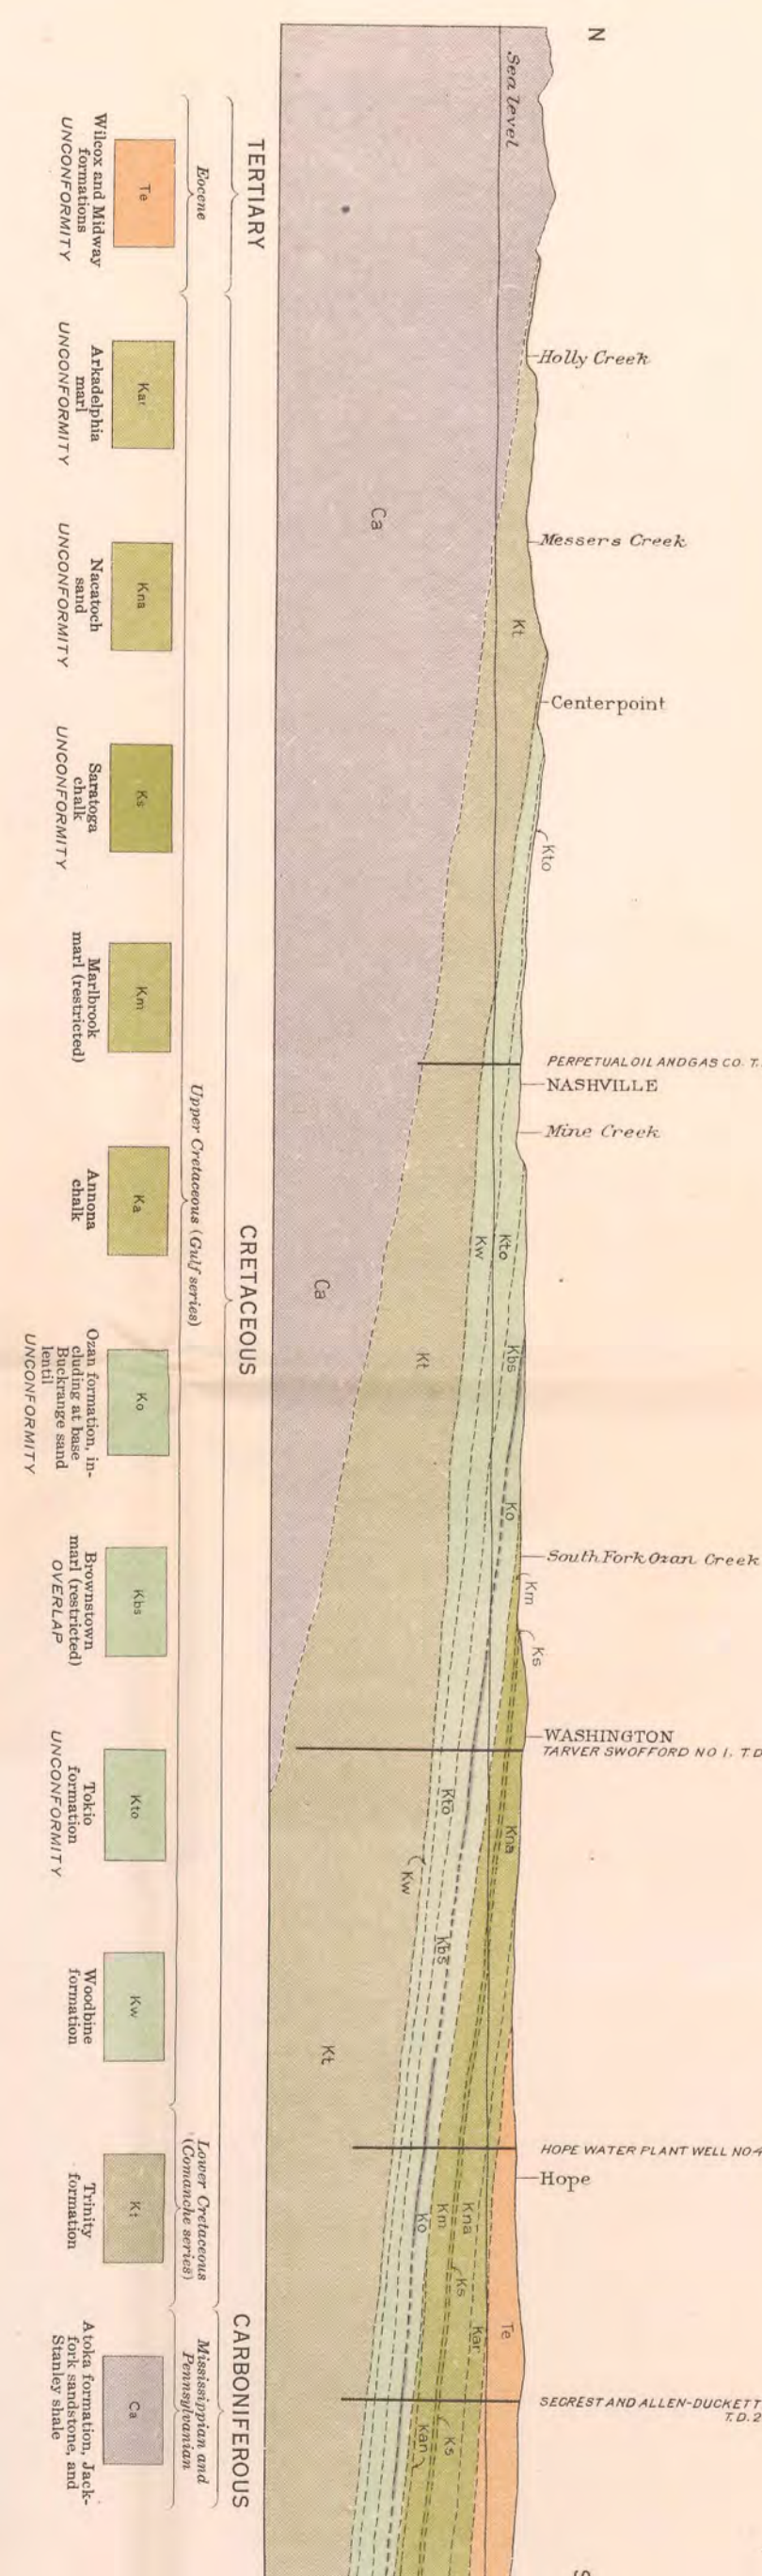 N
Sea level
Holly Creek
Messers Creek
Centerpoint
Kto
PERPETUAL OIL AND GAS CO. T.
NASHVILLE
Mine Creek
South Fork Ozan Creek
Km
Ks
WASHINGTON
TARVER SWOFFORD NO 1. T.D
HOPE WATER PLANT WELL NO 4
Hope
SECREST AND ALLEN-DUCKETT
T.D. 2
Ca
Kt
Kw
Kto
Kbs
Ko
Ca
Kt
Kna
Kto
Kw
Kbs
Kt
Kna
Km
Ko
Ks
Kar
Te
Ks
Kan
TERTIARY
Eocene
Te
Wilcox and Midway
formations
UNCONFORMITY
CRETACEOUS
Upper Cretaceous (Gulf series)
Kar
Arkadelphia
marl
UNCONFORMITY
Kna
Nacatoch
sand
UNCONFORMITY
Ks
Saratoga
chalk
UNCONFORMITY
Km
Marlbrook
marl (restricted)
Ka
Annona
chalk
Ko
Ozan formation, in-
cluding at base
Buckrange sand
lentil
UNCONFORMITY
Kbs
Brownstown
marl (restricted)
OVERLAP
Kto
Tokio
formation
UNCONFORMITY
Kw
Woodbine
formation
Lower Cretaceous
(Comanche series)
Kt
Trinity
formation
CARBONIFEROUS
Mississippian and
Pennsylvanian
Ca
Atoka formation, Jack-
fork sandstone, and
Stanley shale